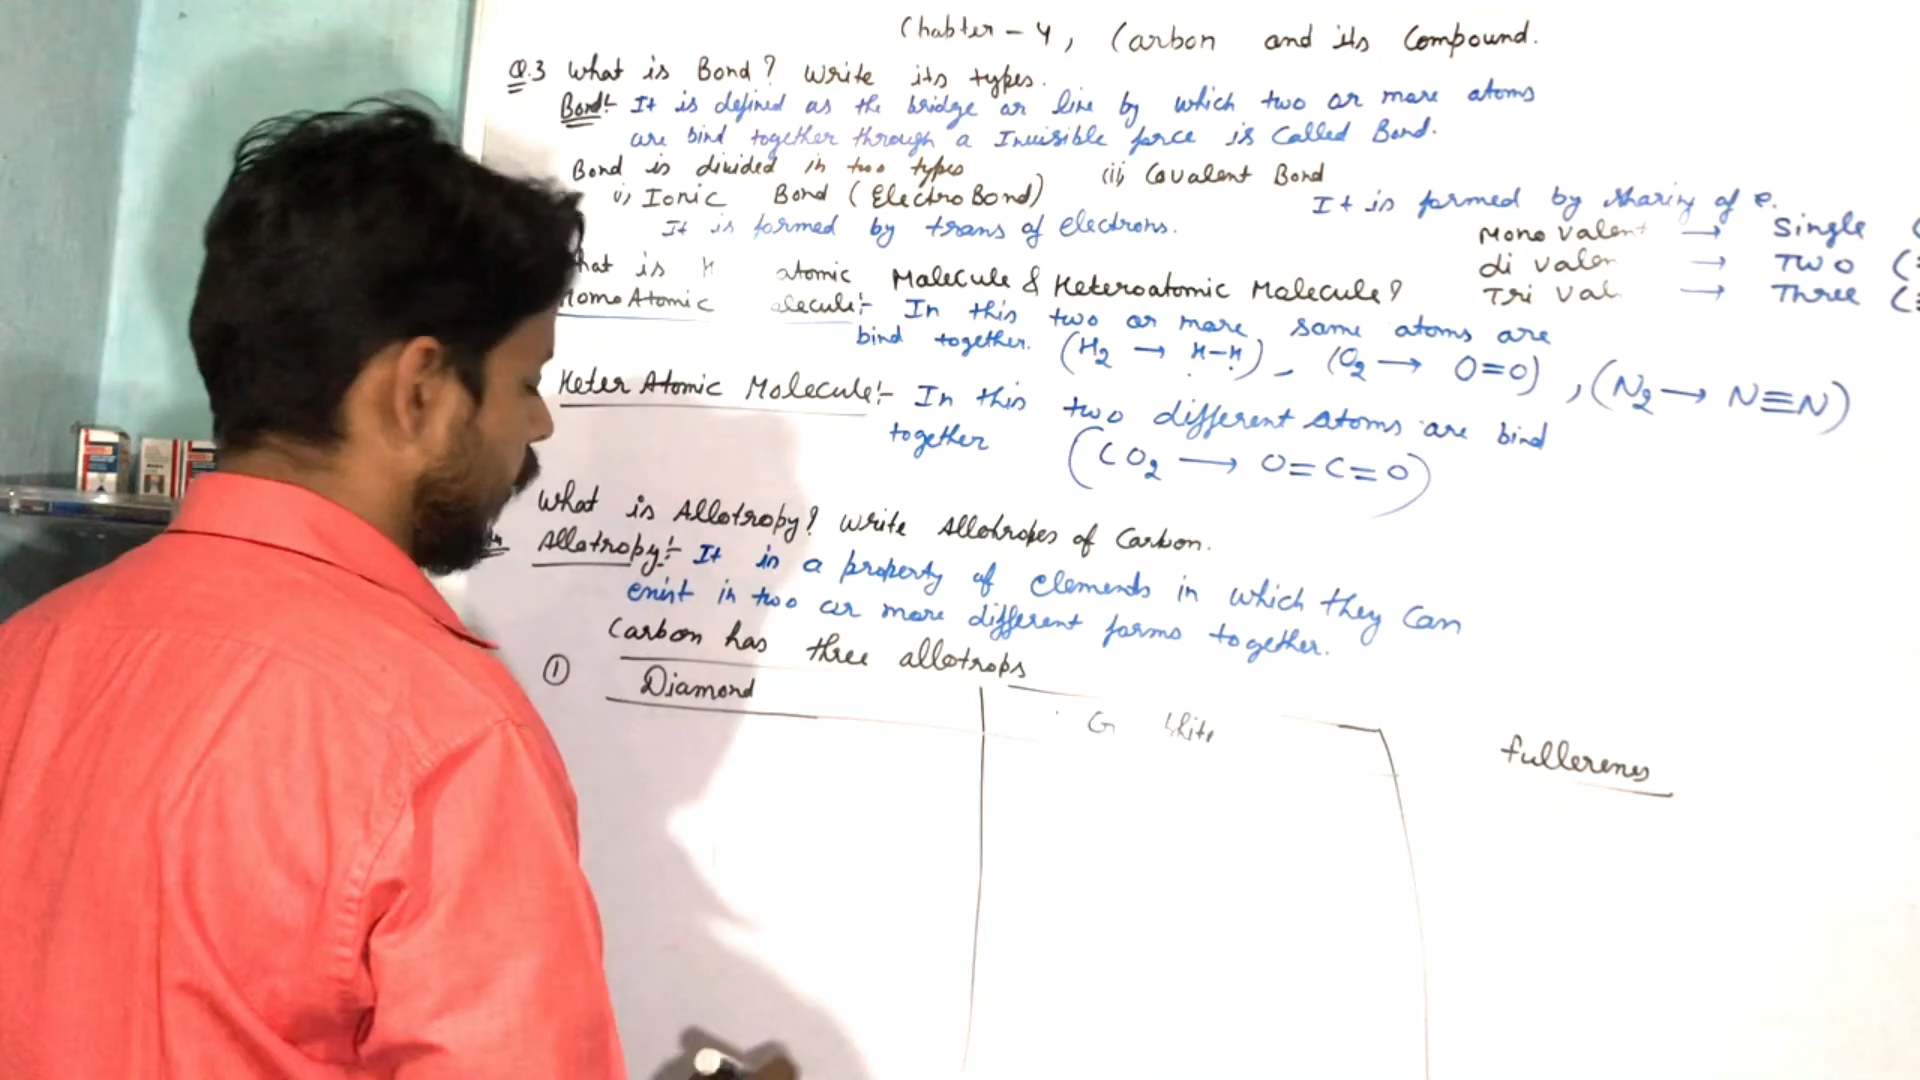 Chapter - 4, Carbon and its Compound.
Q.3 What is Bond? Write its types.
Bond:- It is defined as the bridge or line by which two or more atoms
are bind together through a Invisible force is Called Bond.
Bond is divided in two types
i) Ionic Bond (Electro Bond)
(ii) Covalent Bond
It is formed by trans of electrons.
It is formed by sharing of e.
Mono Valent → Single
di Valen → Two
Tri Val → Three
hat is H atomic Malecule & Heteroatomic Malecule?
Homo Atomic alecule:- In this two or more same atoms are
bind together. (H2 → H-H) - (O2 → O=O), (N2 → N≡N)
Heter Atomic Molecule:- In this two different atoms are bind
together (CO2 → O=C=O)
What is Allotropy? Write Allotropes of Carbon.
Allotropy:- It is a property of elements in which they Can
exist in two or more different forms together.
Carbon has three allotrops
① Diamond
G phite
fullerenes